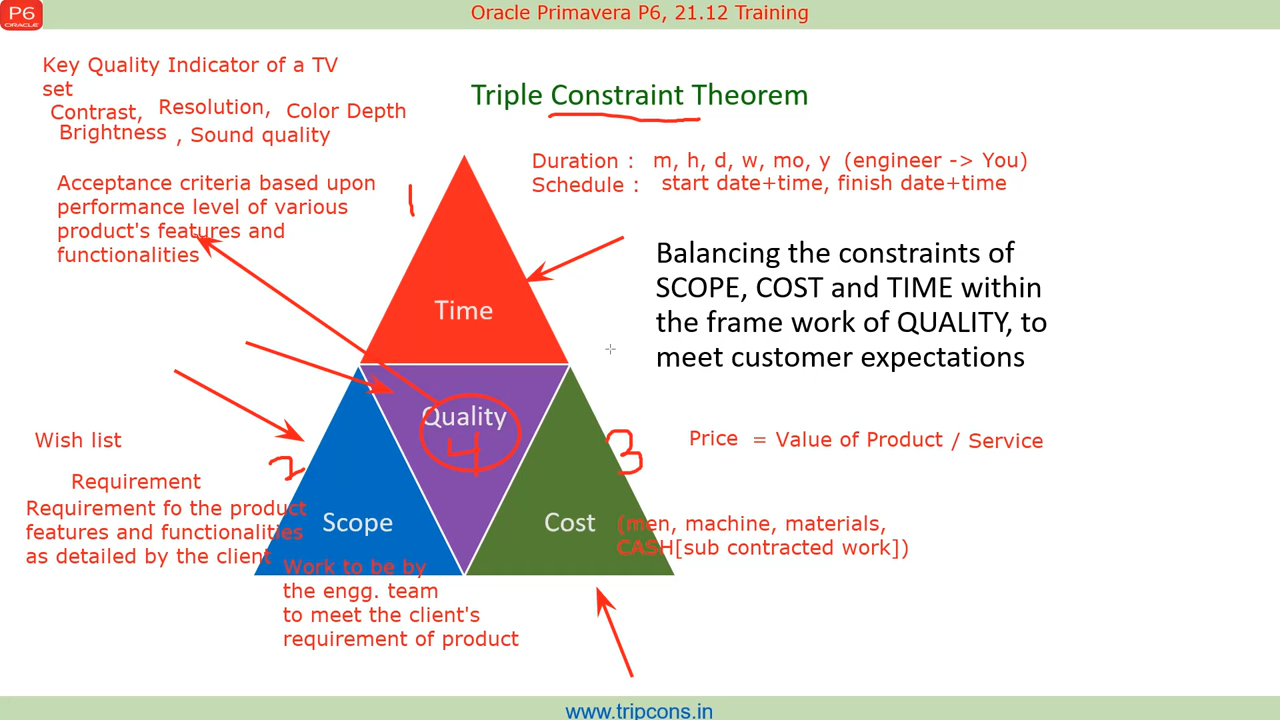 P6
ORACLE
Oracle Primavera P6, 21.12 Training
Key Quality Indicator of a TV
set
Contrast, Resolution, Color Depth
Brightness , Sound quality
Triple Constraint Theorem
Duration : m, h, d, w, mo, y (engineer -> You)
Schedule : start date+time, finish date+time
Acceptance criteria based upon
performance level of various
product's features and
functionalities
1
Balancing the constraints of
SCOPE, COST and TIME within
the frame work of QUALITY, to
meet customer expectations
Time
Quality
4
2
3
Wish list
Price = Value of Product / Service
Requirement
Requirement fo the product
features and functionalities
as detailed by the client
Scope
Cost
(men, machine, materials,
CASH[sub contracted work])
Work to be by
the engg. team
to meet the client's
requirement of product
www.tripcons.in